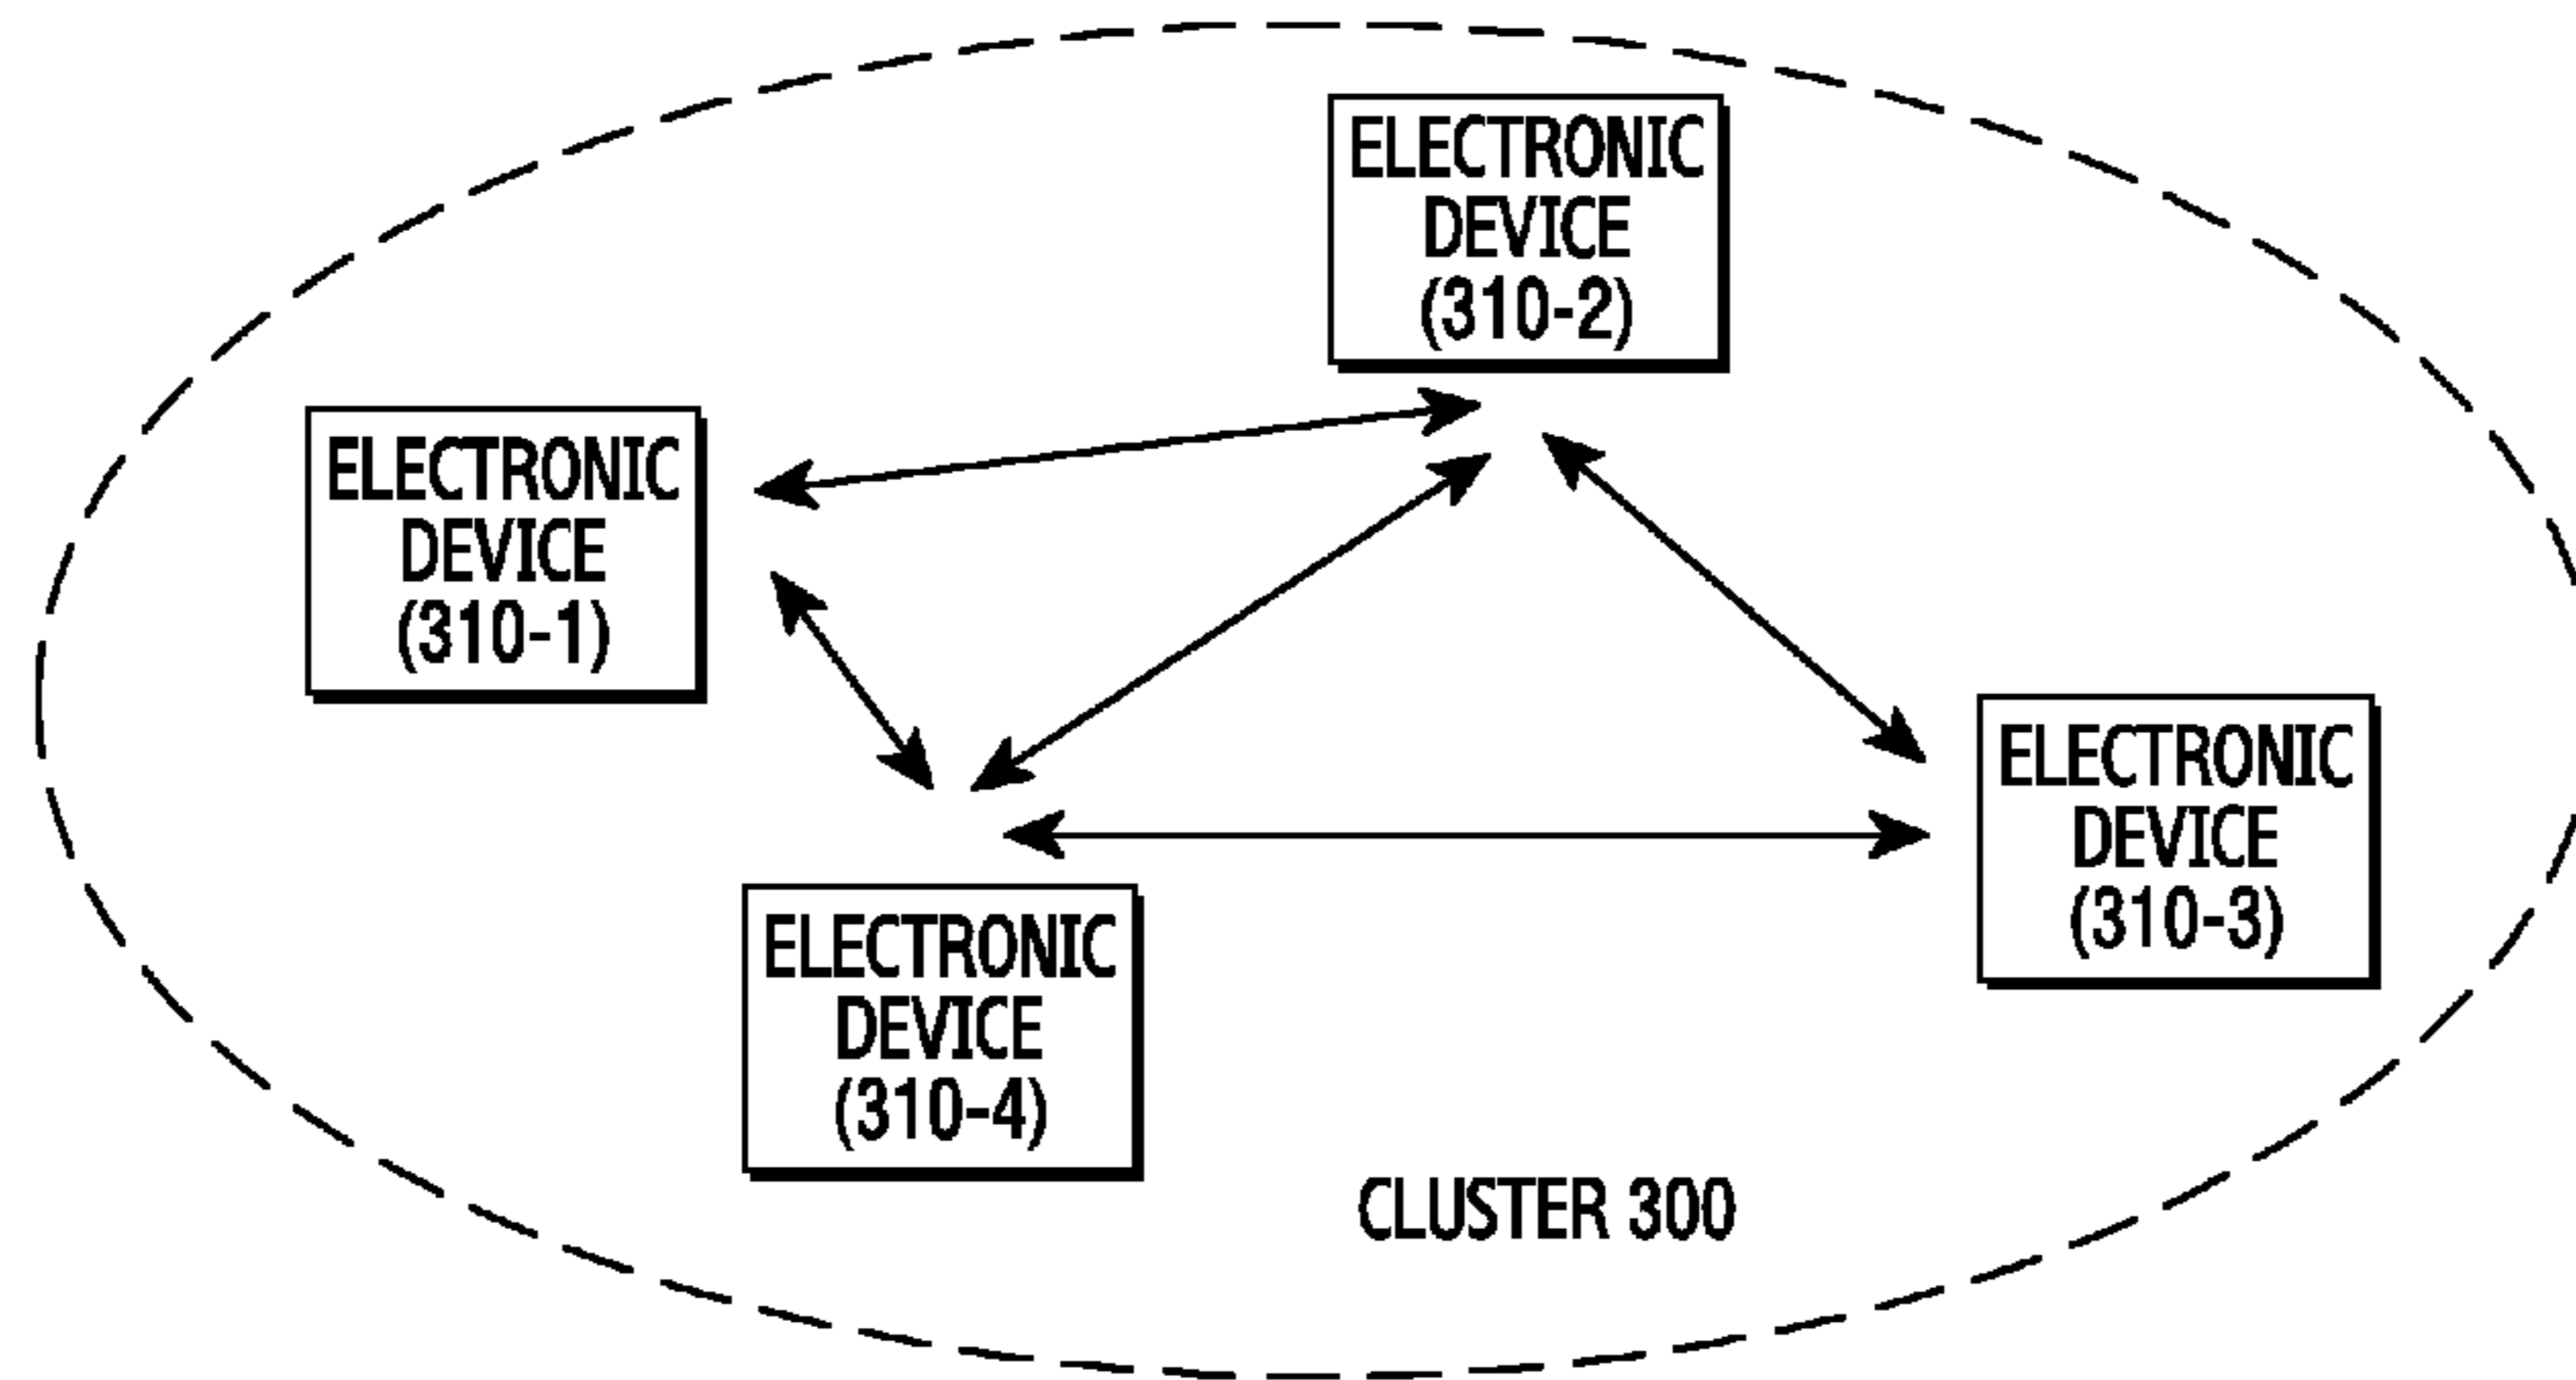 ELECTRONIC
DEVICE
(310-2)
ELECTRONIC
DEVICE
(310-1)
ELECTRONIC
DEVICE
(310-3)
ELECTRONIC
DEVICE
(310-4)
CLUSTER 300